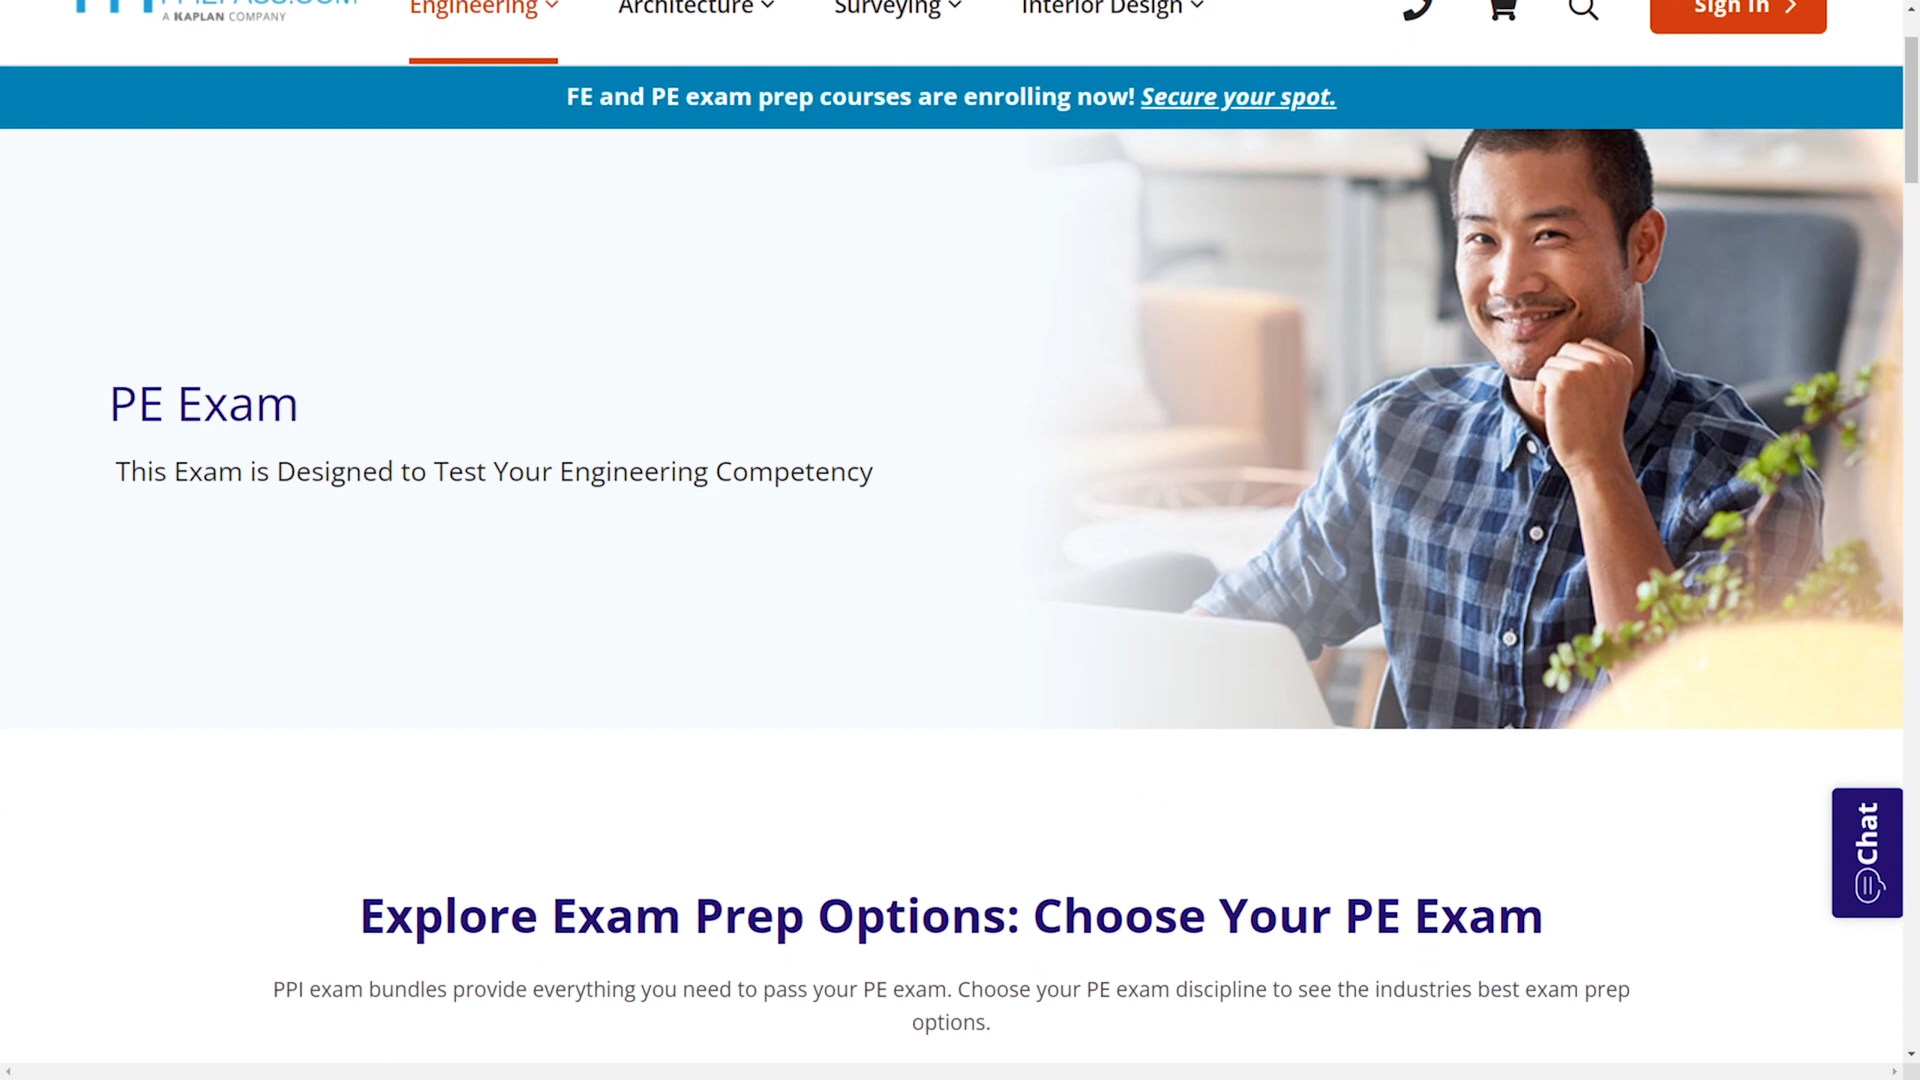 A KAPLAN COMPANY
Engineering
Architecture
Surveying
Interior Design
Sign In
FE and PE exam prep courses are enrolling now! Secure your spot.
PE Exam
This Exam is Designed to Test Your Engineering Competency
Chat
Explore Exam Prep Options: Choose Your PE Exam
PPI exam bundles provide everything you need to pass your PE exam. Choose your PE exam discipline to see the industries best exam prep
options.